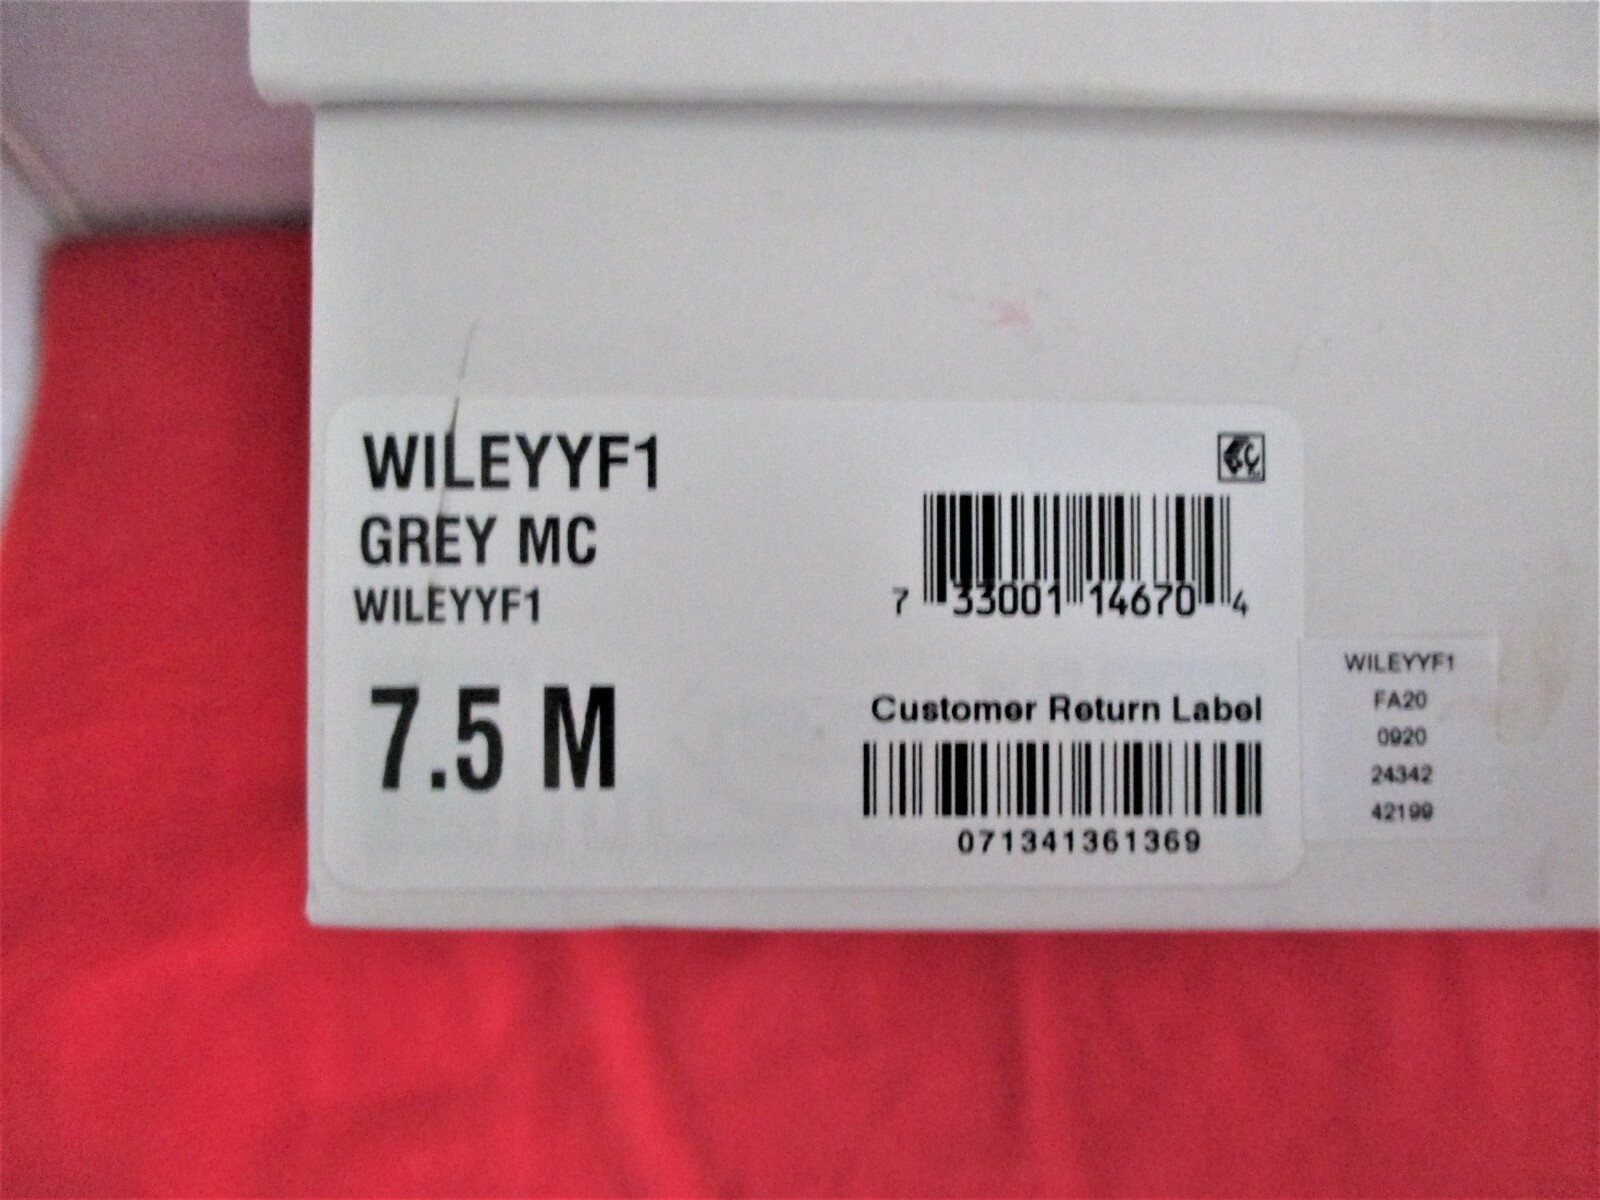 WILEYYF1
GREY MC
WILEYYF1
7.5 M
7 33001 14670 4
Customer Return Label
071341361369
WILEYYF1
FA20
0920
24342
42199